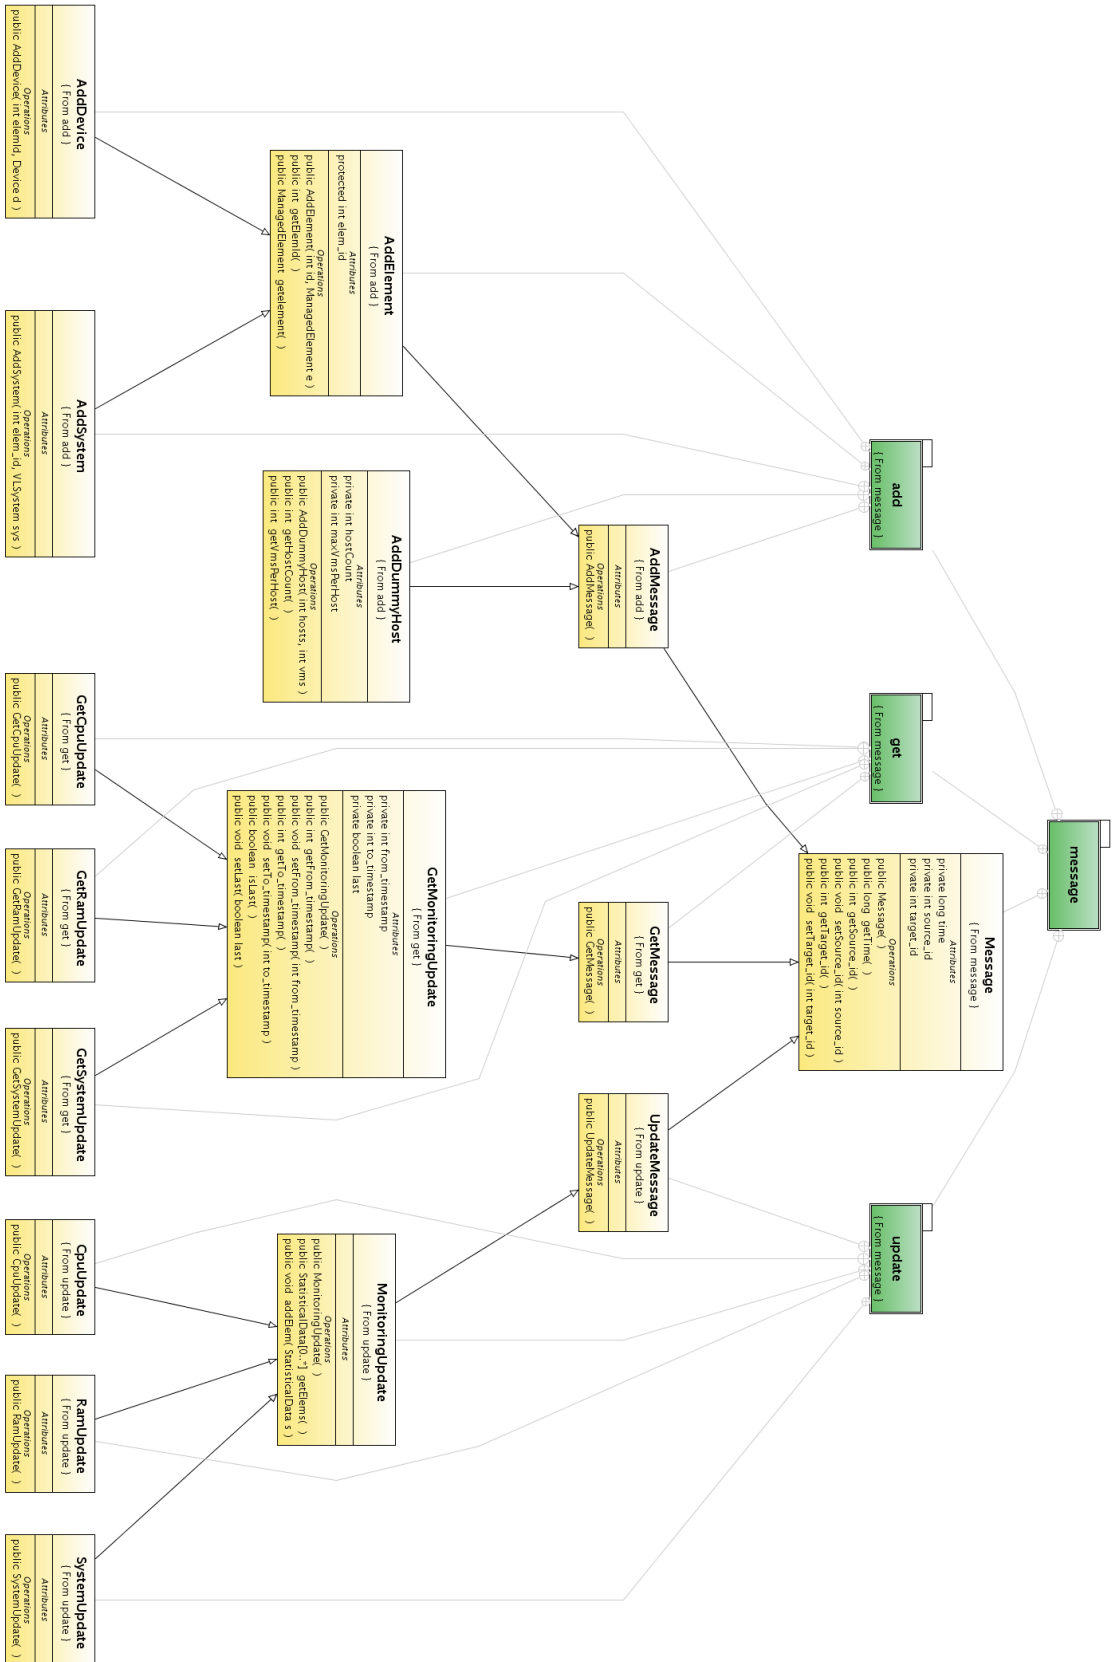 message
add
{ From message }
get
{ From message }
update
{ From message }
Message
{ From message }
Attributes
private long time
private int source_id
private int target_id
Operations
public Message( )
public long getTime( )
public int getSource_id( )
public void setSource_id( int source_id )
public int getTarget_id( )
public void setTarget_id( int target_id )
AddMessage
{ From add }
Attributes
Operations
public AddMessage( )
GetMessage
{ From get }
Attributes
Operations
public GetMessage( )
UpdateMessage
{ From update }
Attributes
Operations
public UpdateMessage( )
AddElement
{ From add }
Attributes
protected int elem_id
Operations
public AddElement( int id, ManagedElement e )
public int getElemId( )
public ManagedElement getelement( )
AddDummyHost
{ From add }
Attributes
private int hostCount
private int maxVmsPerHost
Operations
public AddDummyHost( int hosts, int vms )
public int getHostCount( )
public int getVmsPerHost( )
GetMonitoringUpdate
{ From get }
Attributes
private int from_timestamp
private int to_timestamp
private boolean last
Operations
public GetMonitoringUpdate( )
public int getFrom_timestamp( )
public void setFrom_timestamp( int from_timestamp )
public int getTo_timestamp( )
public void setTo_timestamp( int to_timestamp )
public boolean isLast( )
public void setLast( boolean last )
MonitoringUpdate
{ From update }
Attributes
Operations
public MonitoringUpdate( )
public StatisticalData[0..*] getElems( )
public void addElem( StatisticalData s )
AddDevice
{ From add }
Attributes
Operations
public AddDevice( int elemId, Device d )
AddSystem
{ From add }
Attributes
Operations
public AddSystem( int elem_id, VLSystem sys )
GetCpuUpdate
{ From get }
Attributes
Operations
public GetCpuUpdate( )
GetRamUpdate
{ From get }
Attributes
Operations
public GetRamUpdate( )
GetSystemUpdate
{ From get }
Attributes
Operations
public GetSystemUpdate( )
CpuUpdate
{ From update }
Attributes
Operations
public CpuUpdate( )
RamUpdate
{ From update }
Attributes
Operations
public RamUpdate( )
SystemUpdate
{ From update }
Attributes
Operations
public SystemUpdate( )